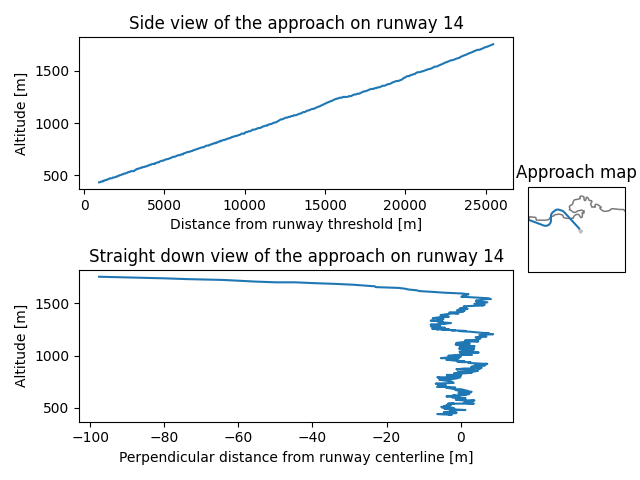 Side view of the approach on runway 14
Altitude [m]
1500
1000
500
0
5000
10000
15000
20000
25000
Distance from runway threshold [m]
Approach map
Straight down view of the approach on runway 14
Altitude [m]
1500
1000
500
−100
−80
−60
−40
−20
0
Perpendicular distance from runway centerline [m]